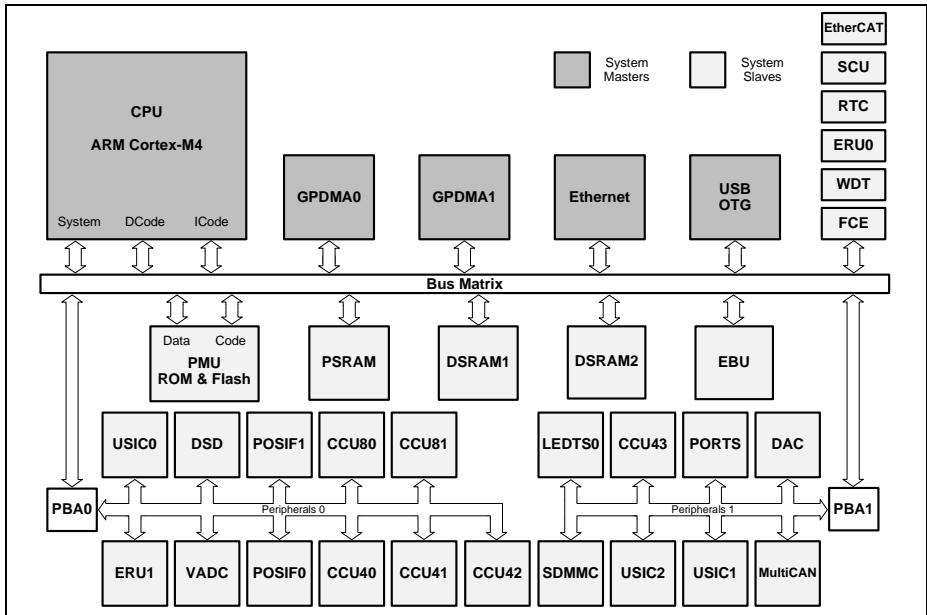 EtherCAT
System
Masters
System
Slaves
SCU
CPU
ARM Cortex-M4
RTC
ERU0
GPDMA0
GPDMA1
Ethernet
USB
OTG
WDT
System
DCode
ICode
FCE
Bus Matrix
Data
Code
PMU
ROM & Flash
PSRAM
DSRAM1
DSRAM2
EBU
USIC0
DSD
POSIF1
CCU80
CCU81
LEDTS0
CCU43
PORTS
DAC
PBA0
Peripherals 0
Peripherals 1
PBA1
ERU1
VADC
POSIF0
CCU40
CCU41
CCU42
SDMMC
USIC2
USIC1
MultiCAN